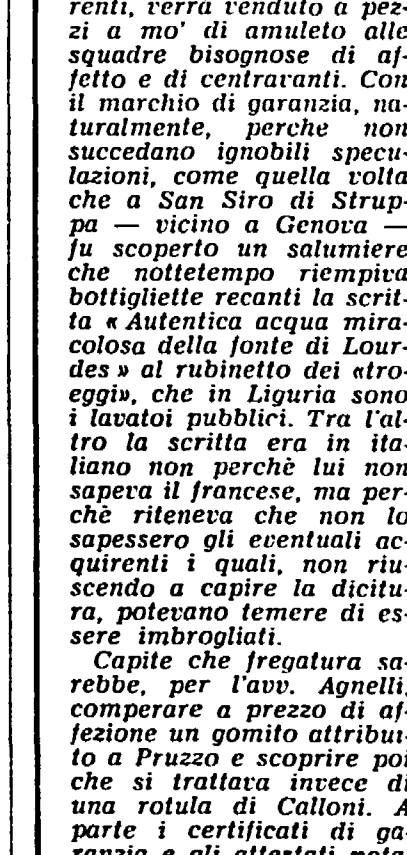 renti, verrà venduto a pez-
zi a mo' di amuleto alle
squadre bisognose di af-
fetto e di centravanti. Con
il marchio di garanzia, na-
turalmente, perchè non
succedano ignobili specu-
lazioni, come quella volta
che a San Siro di Strup-
pa — vicino a Genova —
fu scoperto un salumiere
che nottetempo riempiva
bottigliette recanti la scrit-
ta « Autentica acqua mira-
colosa della fonte di Lour-
des » al rubinetto dei «tro-
eggi», che in Liguria sono
i lavatoi pubblici. Tra l'al-
tro la scritta era in ita-
liano non perchè lui non
sapeva il francese, ma per-
chè riteneva che non lo
sapessero gli eventuali ac-
quirenti i quali, non riu-
scendo a capire la dicitu-
ra, potevano temere di es-
sere imbrogliati.
Capite che fregatura sa-
rebbe, per l'avv. Agnelli,
comperare a prezzo di af-
fezione un gomito attribui-
to a Pruzzo e scoprire poi
che si trattava invece di
una rotula di Calloni. A
parte i certificati di ga-
ranzia e gli attestati nota-